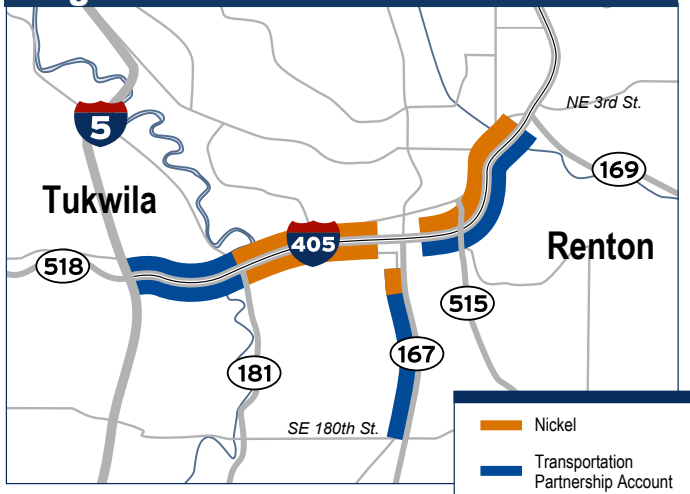 NE 3rd St.
5
169
Tukwila
405
Renton
518
515
167
181
SE 180th St.
Nickel
Transportation
Partnership Account